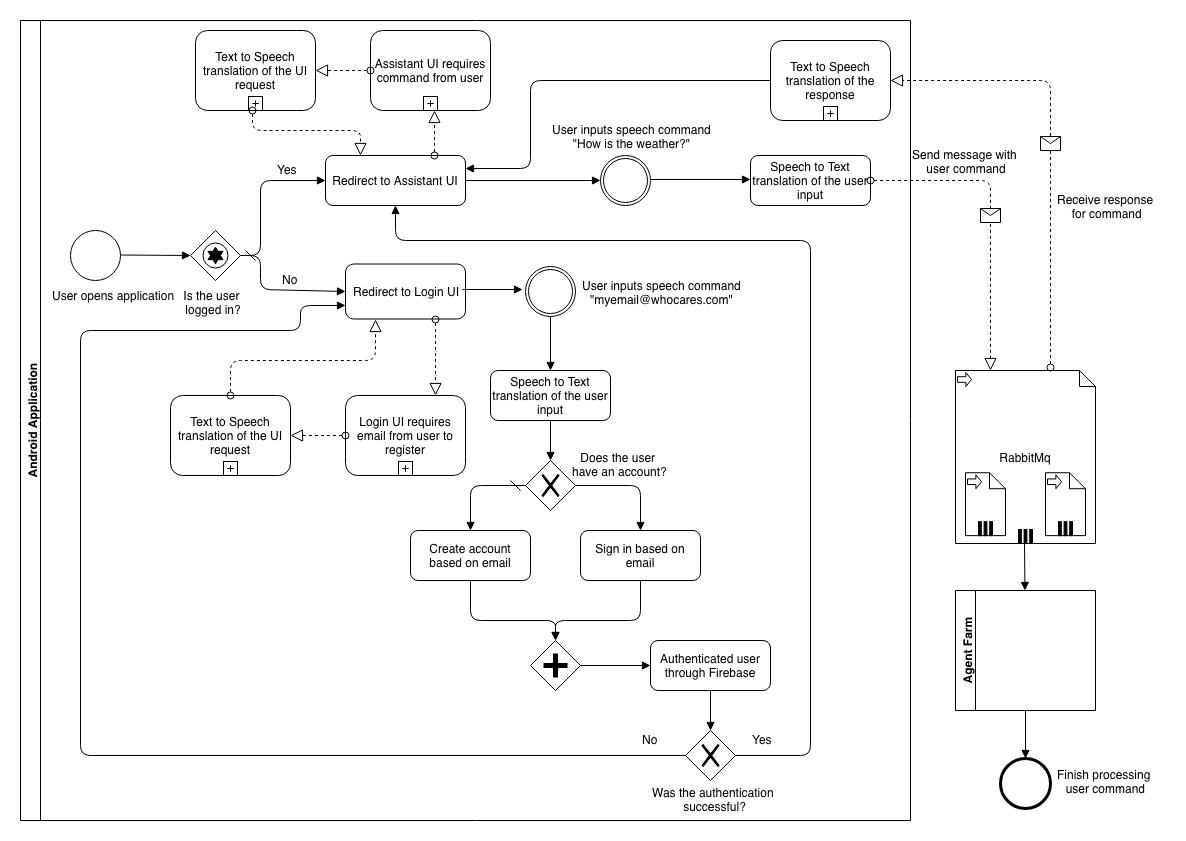 Text to Speech
translation of the UI
request
Assistant UI requires
command from user
Text to Speech
translation of the
response
User inputs speech command
"How is the weather?"
Send message with
user command
Yes
Redirect to Assistant UI
Speech to Text
translation of the user
input
Receive response
for command
User opens application
Is the user
logged in?
No
Redirect to Login UI
User inputs speech command
"myemail@whocares.com"
Android Application
Text to Speech
translation of the UI
request
Login UI requires
email from user to
register
Speech to Text
translation of the user
input
Does the user
have an account?
RabbitMq
Create account
based on email
Sign in based on
email
Authenticated user
through Firebase
Agent Farm
No
Yes
Was the authentication
successful?
Finish processing
user command